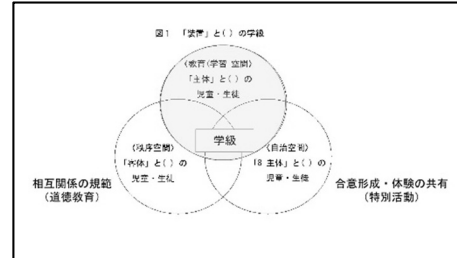 図1 「装置」と( )の学級
(教育(学習 空間)
「主体」と( )の
児童・生徒
学級
(秩序空間)
「客体」と( )の
児童・生徒
(自治空間)
「8 主体」と( )の
児童・生徒
相互関係の規範
(道徳教育)
合意形成・体験の共有
(特別活動)